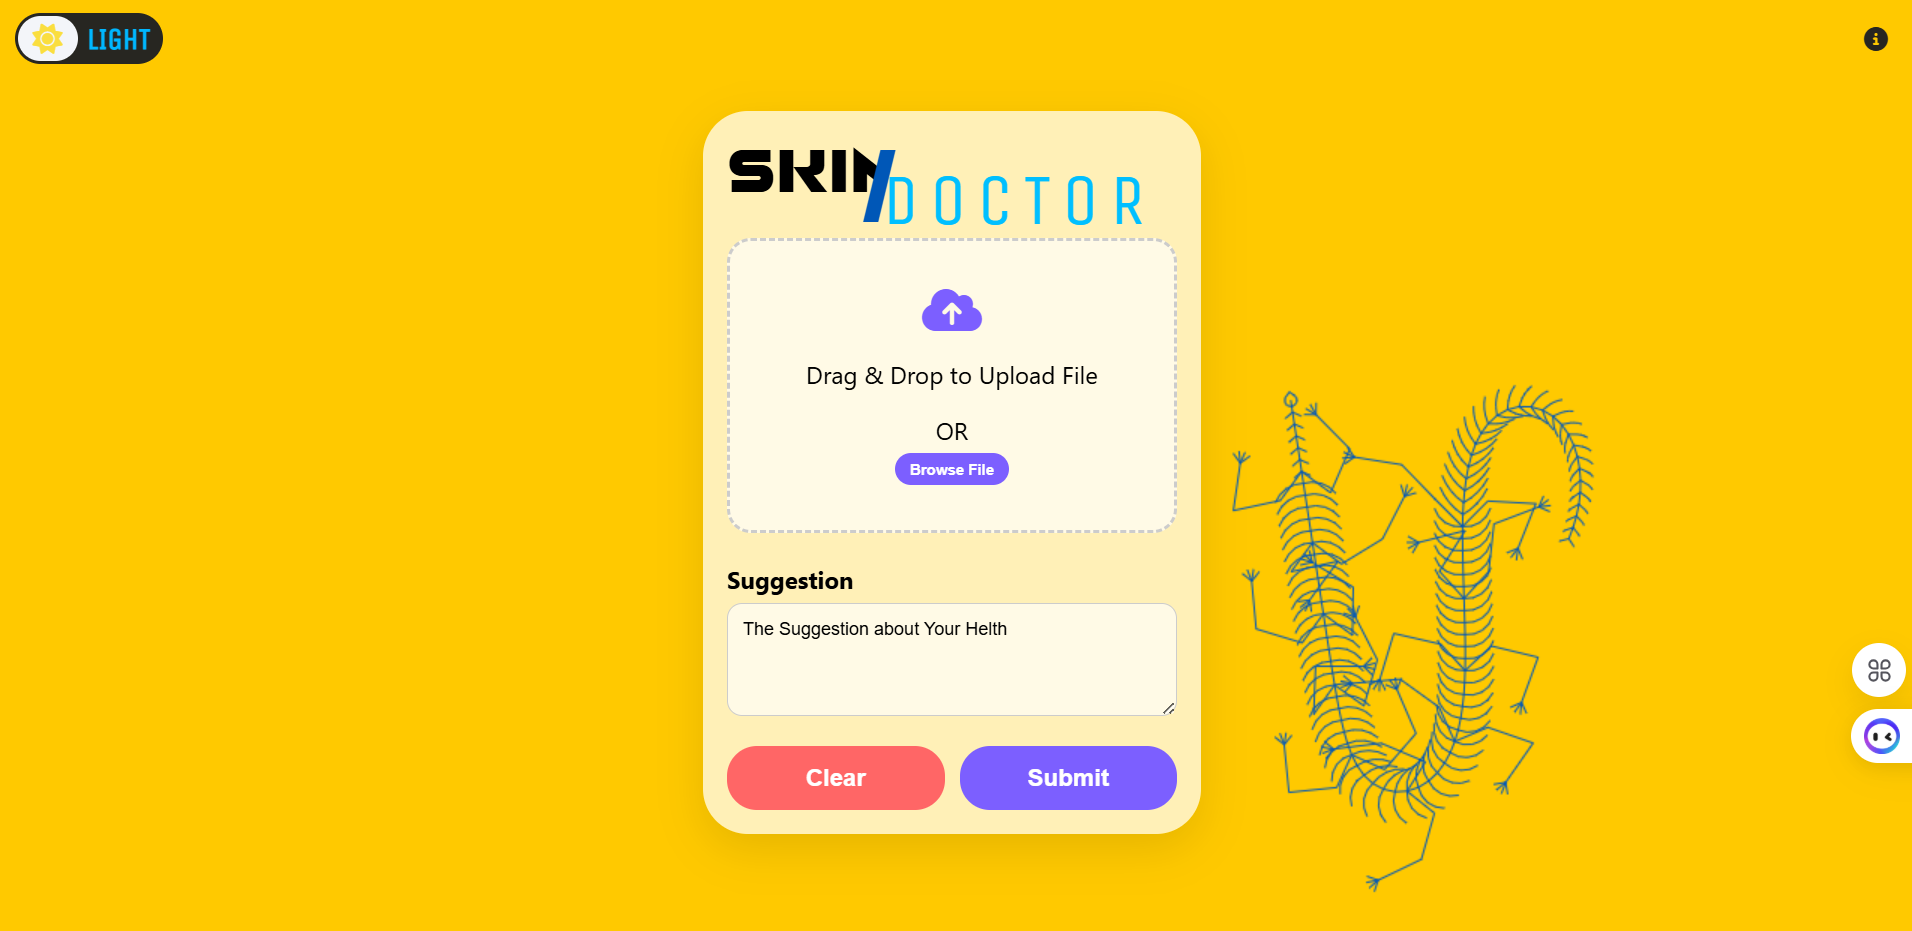 LIGHT
SKIN
DOCTOR
Drag & Drop to Upload File
OR
Browse File
Suggestion
The Suggestion about Your Helth
Clear
Submit